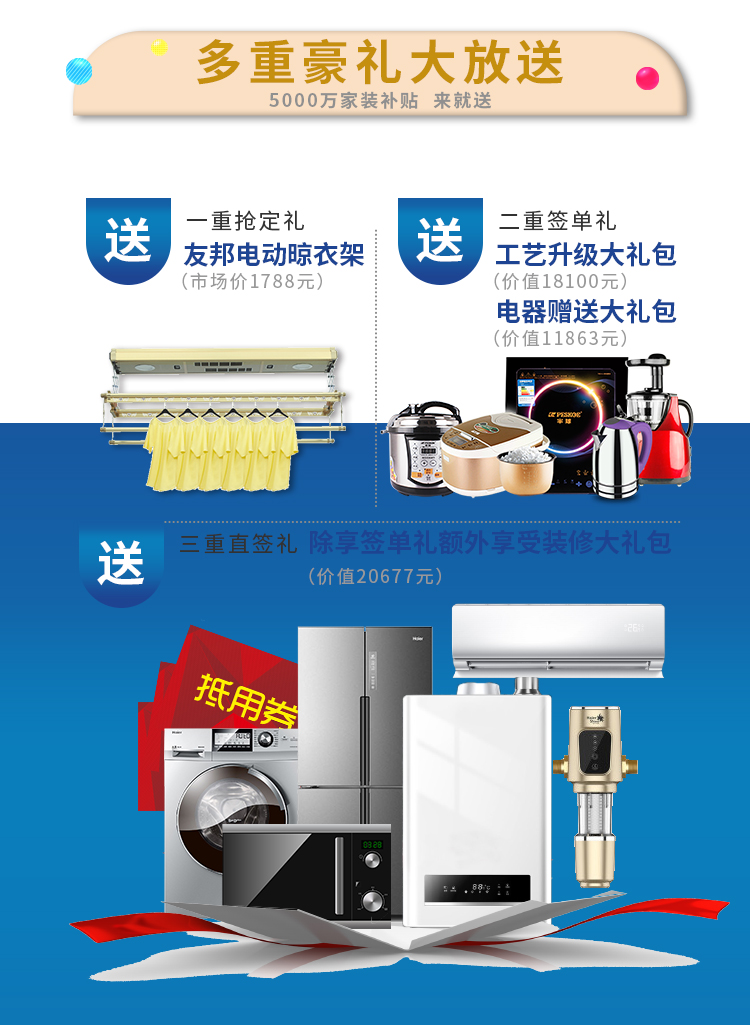 多重豪礼大放送
5000万家装补贴 来就送
送
一重抢定礼
友邦电动晾衣架
（市场价1788元）
送
二重签单礼
工艺升级大礼包
（价值18100元）
电器赠送大礼包
（价值11863元）
PESKOE
半球
送
三重直签礼 除享签单礼额外享受装修大礼包
（价值20677元）
抵用券
Haier
Haier